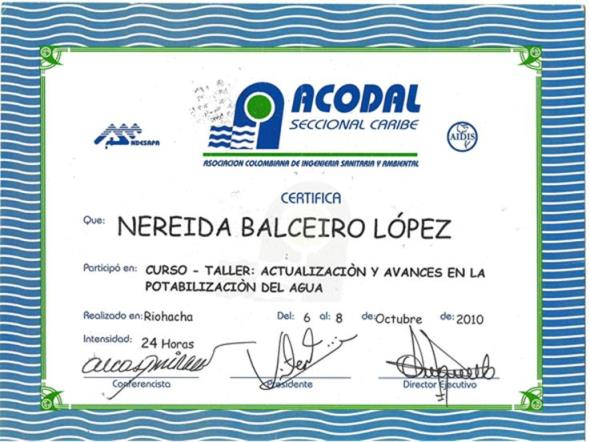 ACODAL
SECCIONAL CARIBE
ANDESAPA
AIDIS
ASOCIACION COLOMBIANA DE INGENIERIA SANITARIA Y AMBIENTAL
CERTIFICA
Que: NEREIDA BALCEIRO LÓPEZ
Participó en: CURSO - TALLER: ACTUALIZACIÒN Y AVANCES EN LA
POTABILIZACIÒN DEL AGUA
Realizado en: Riohacha Del: 6 al: 8 de: Octubre de: 2010
Intensidad: 24 Horas
Conferencista Presidente Director Ejecutivo